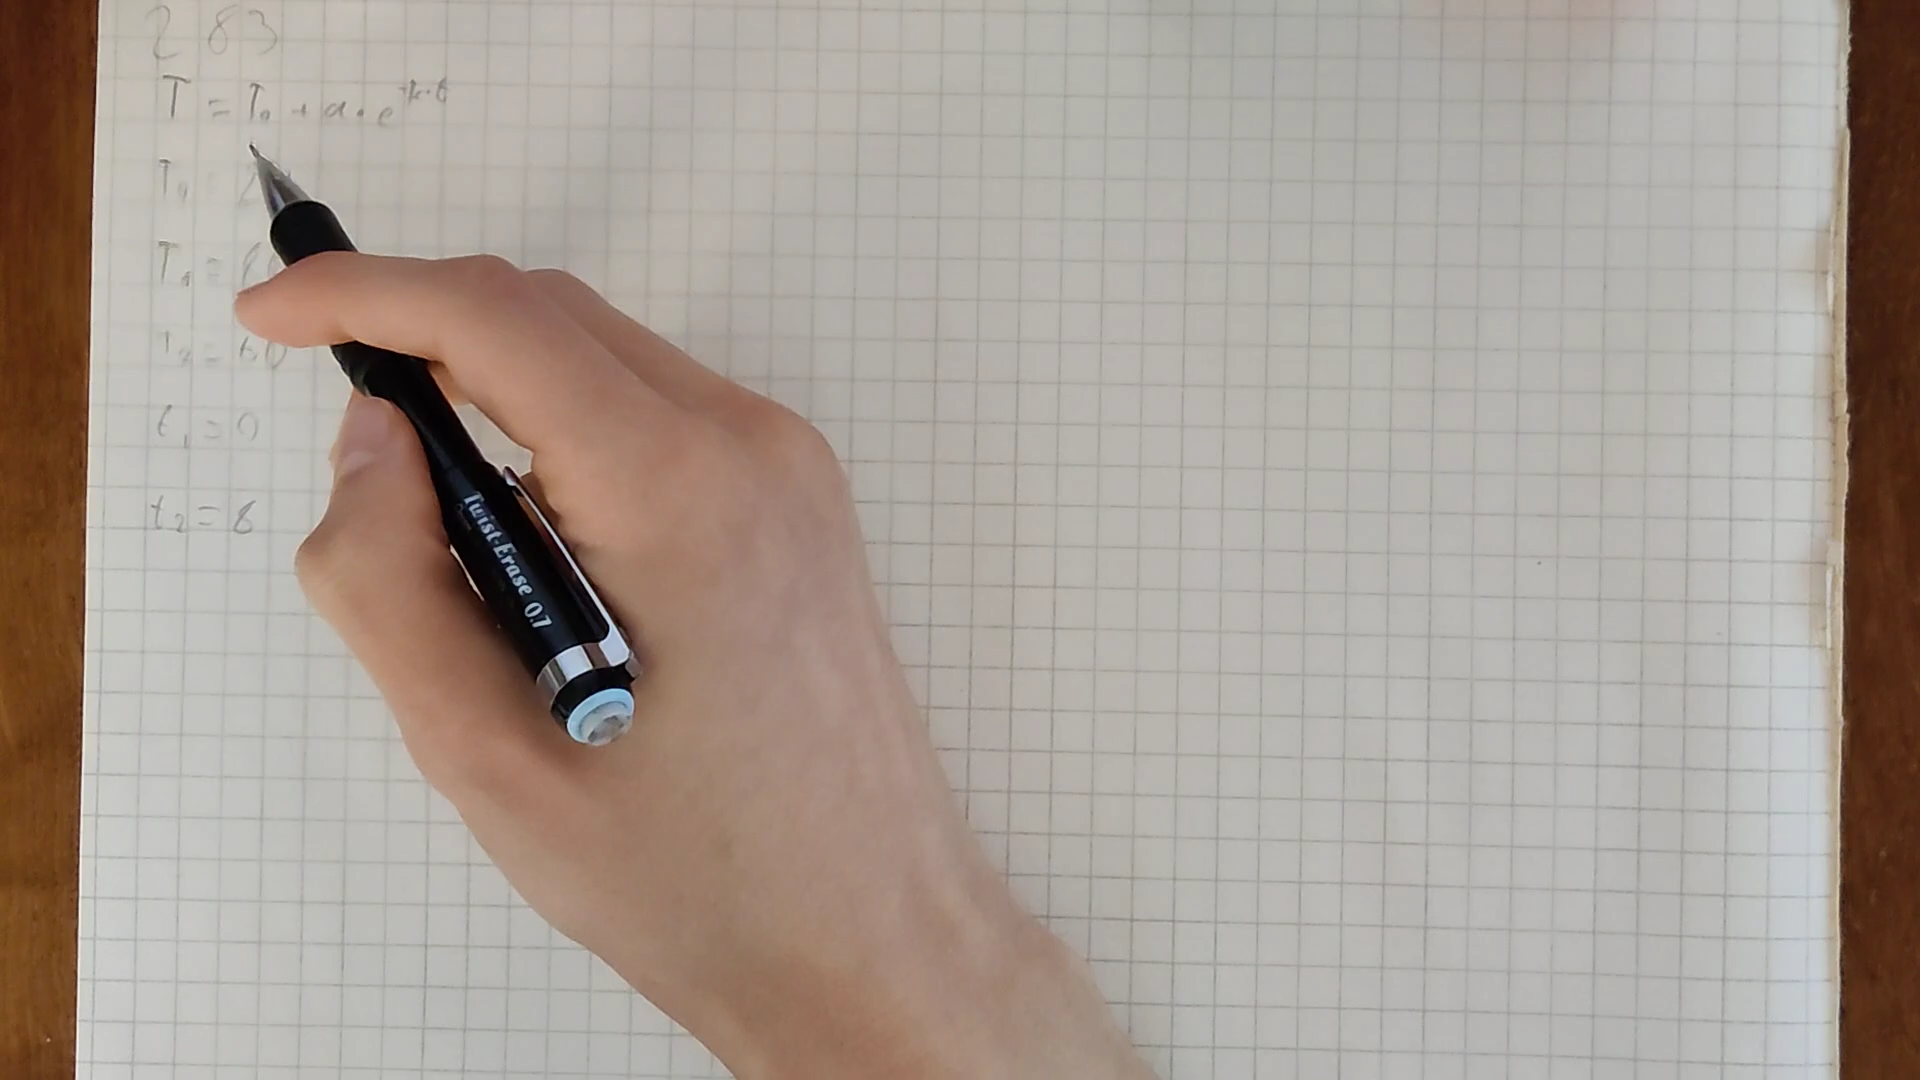 283
T = T₀ + a · e^-k·t
T₀ =
T₁ =
T₂ = 60
t₁ = 0
t₂ = 8
Twist-Erase 0.7